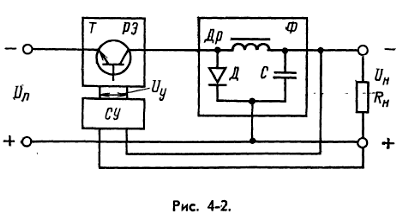 Т РЭ
Др Ф
− −
Д С
Uп Uу Uн
Rн
СУ
+ +
Рис. 4-2.